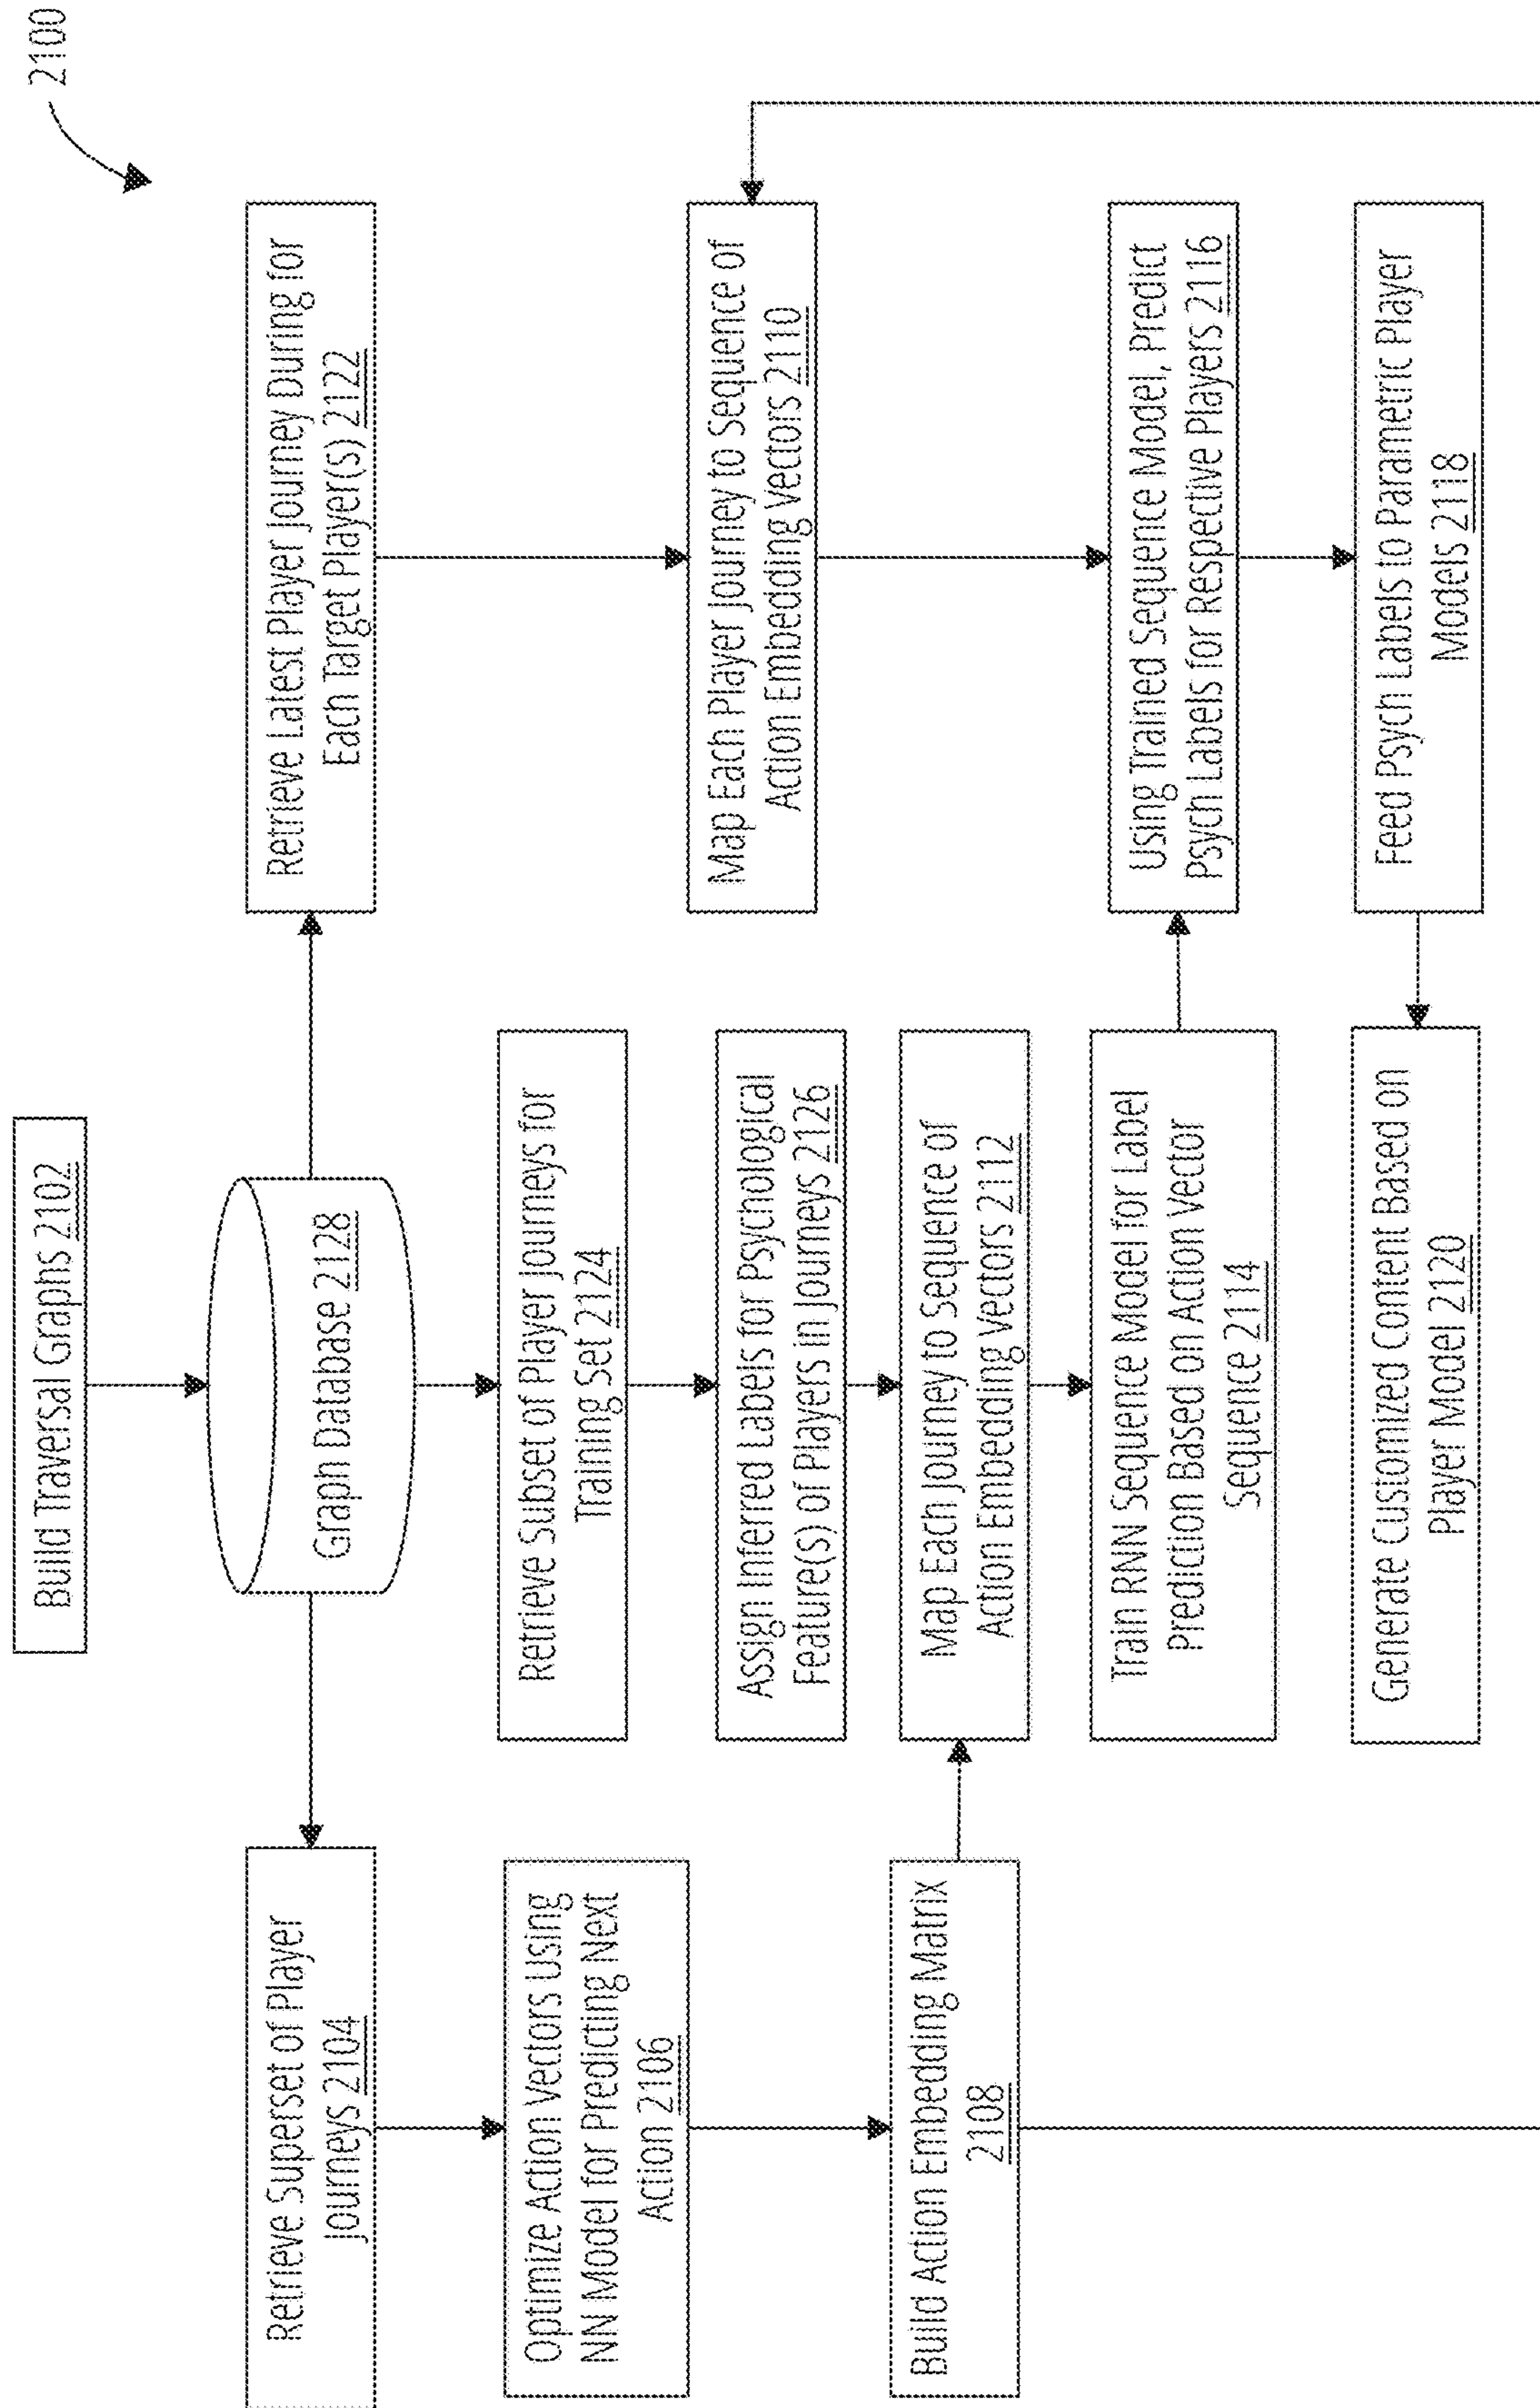 2100
Build Traversal Graphs 2102
Graph Database 2128
Retrieve Superset of Player
Journeys 2104
Optimize Action Vectors Using
NN Model for Predicting Next
Action 2106
Build Action Embedding Matrix
2108
Retrieve Subset of Player Journeys for
Training Set 2124
Assign Inferred Labels for Psychological
Feature(S) of Players in Journeys 2126
Map Each Journey to Sequence of
Action Embedding Vectors 2112
Train RNN Sequence Model for Label
Prediction Based on Action Vector
Sequence 2114
Generate Customized Content Based on
Player Model 2120
Retrieve Latest Player Journey During for
Each Target Player(S) 2122
Map Each Player Journey to Sequence of
Action Embedding Vectors 2110
Using Trained Sequence Model, Predict
Psych Labels for Respective Players 2116
Feed Psych Labels to Parametric Player
Models 2118